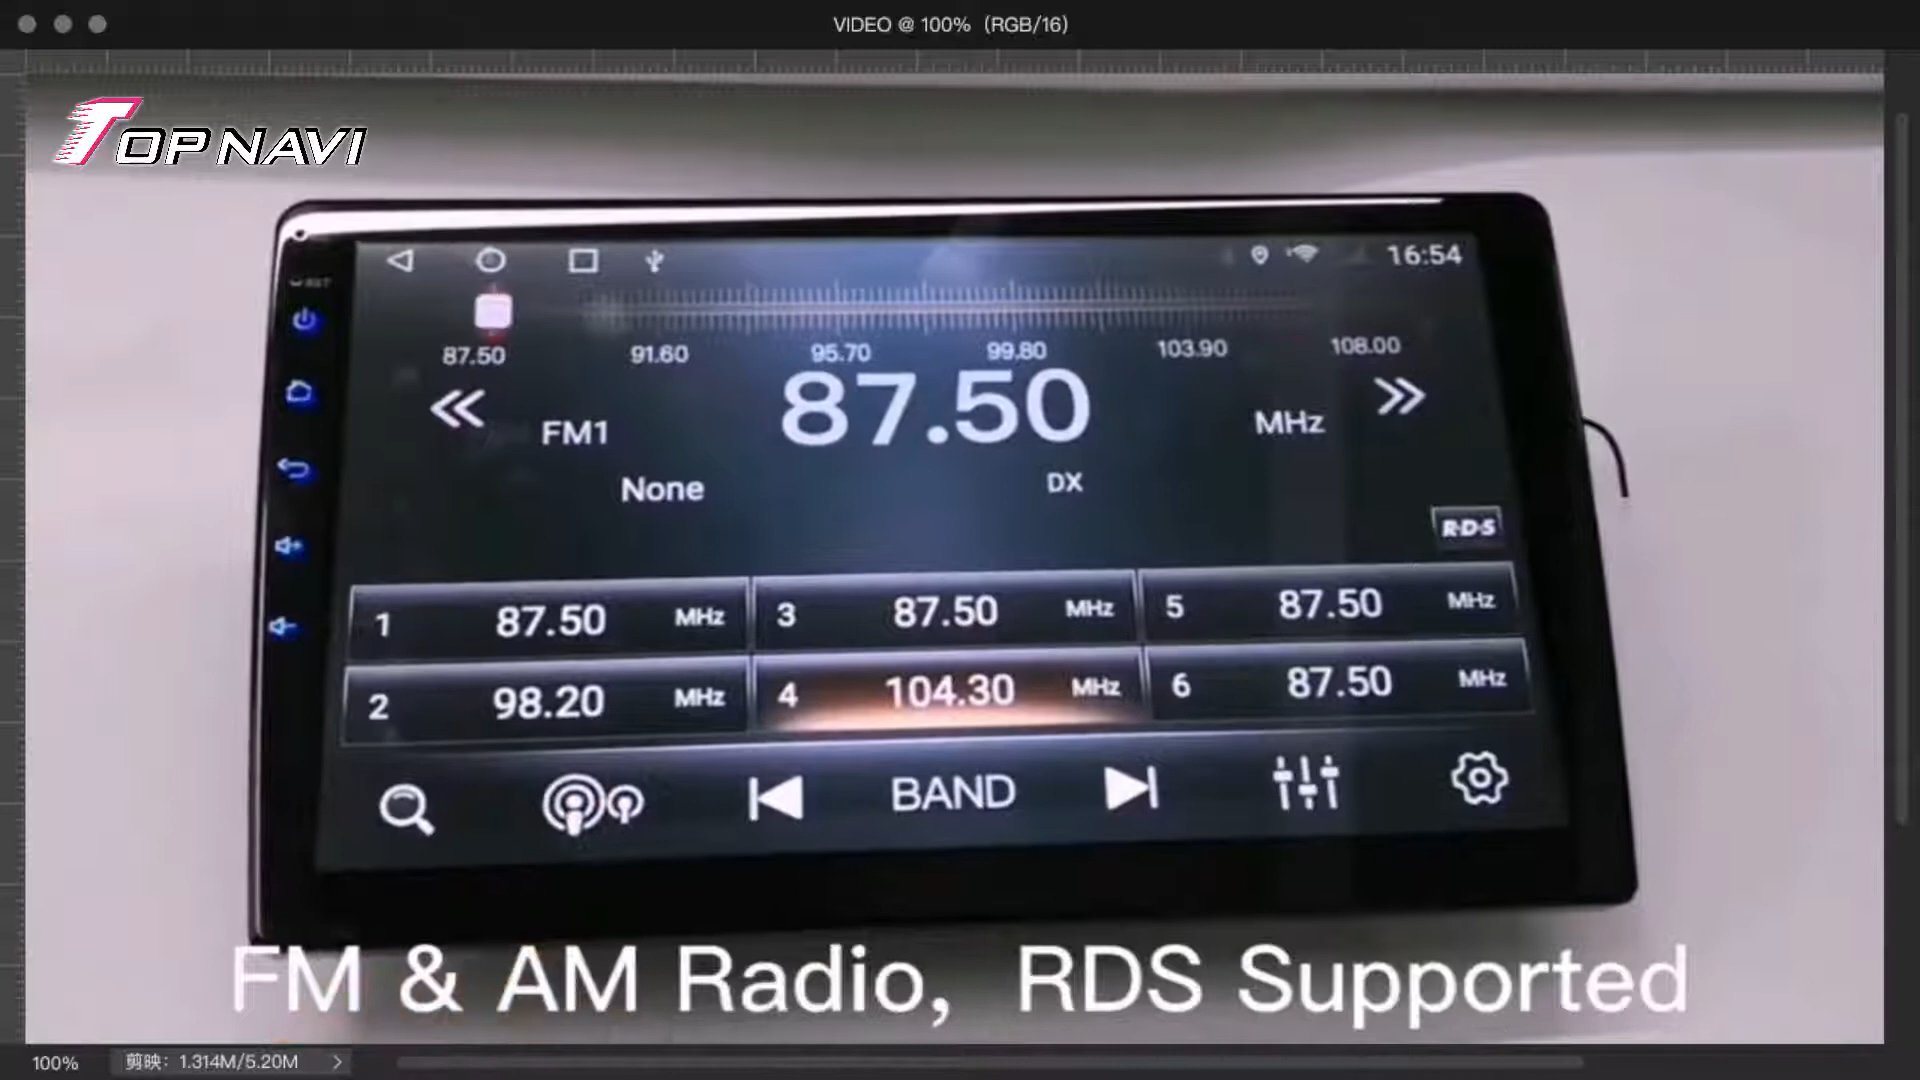 VIDEO @ 100% (RGB/16)
TOPNAVI
16:54
87.50 91.60 95.70 99.80 103.90 108.00
FM1 87.50 MHz
None DX
R·D·S
1 87.50 MHz 3 87.50 MHz 5 87.50 MHz
2 98.20 MHz 4 104.30 MHz 6 87.50 MHz
BAND
FM & AM Radio, RDS Supported
100% 剪映: 1.314M/5.20M